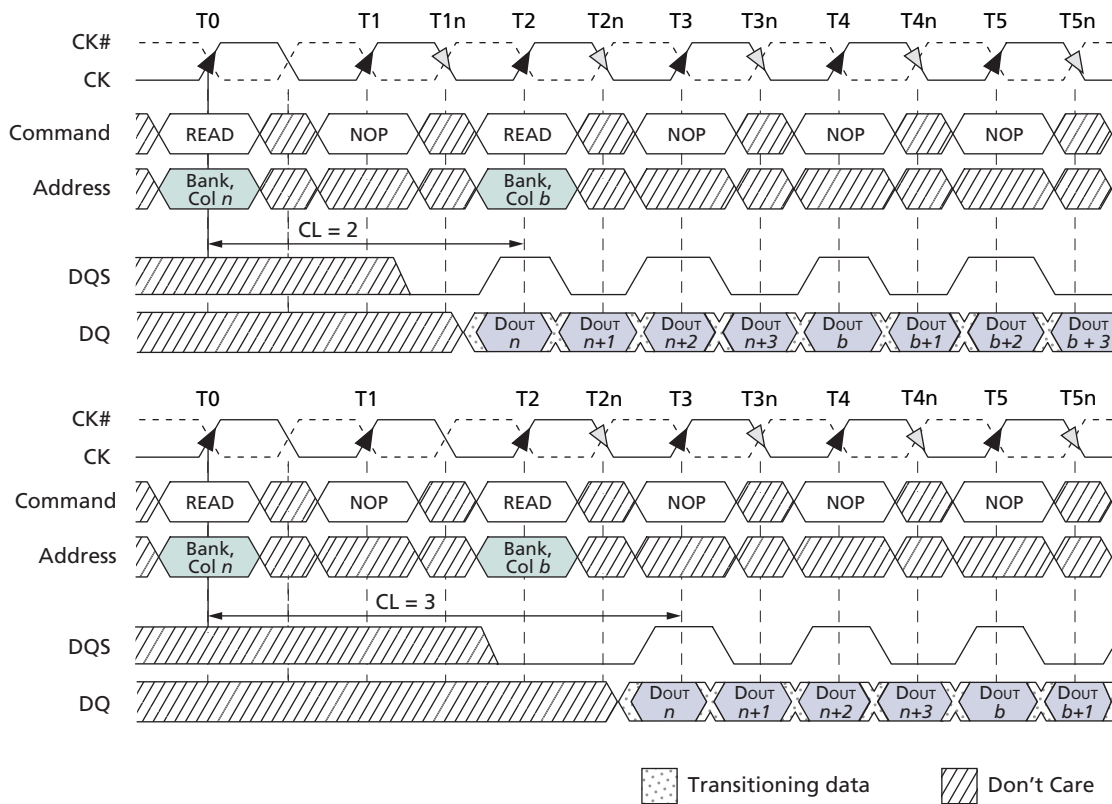 T0 T1 T1n T2 T2n T3 T3n T4 T4n T5 T5n
CK#
CK
Command READ NOP READ NOP NOP NOP
Address Bank, Col n Bank, Col b
CL = 2
DQS
DQ DOUT n DOUT n+1 DOUT n+2 DOUT n+3 DOUT b DOUT b+1 DOUT b+2 DOUT b + 3
T0 T1 T2 T2n T3 T3n T4 T4n T5 T5n
CK#
CK
Command READ NOP READ NOP NOP NOP
Address Bank, Col n Bank, Col b
CL = 3
DQS
DQ DOUT n DOUT n+1 DOUT n+2 DOUT n+3 DOUT b DOUT b+1
Transitioning data Don't Care